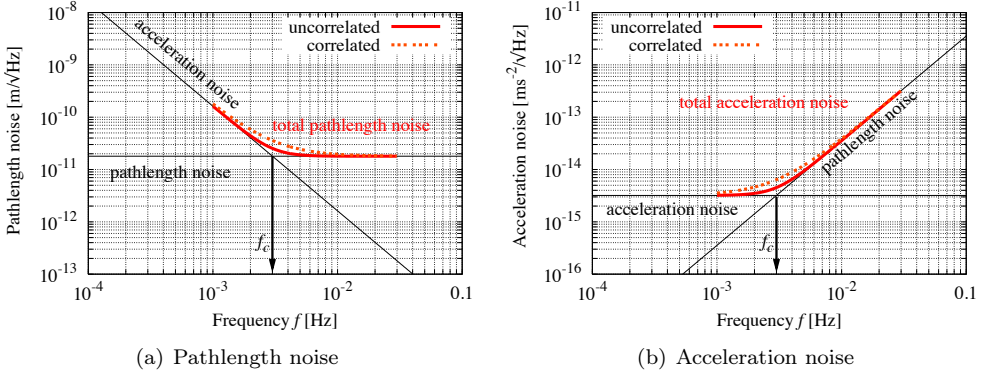 10^-8
10^-9
10^-10
10^-11
10^-12
10^-13
Pathlength noise [m/√Hz]
uncorrelated
correlated
acceleration noise
total pathlength noise
pathlength noise
f_c
10^-4
10^-3
10^-2
0.1
Frequency f [Hz]
(a) Pathlength noise
10^-11
10^-12
10^-13
10^-14
10^-15
10^-16
Acceleration noise [ms^-2/√Hz]
uncorrelated
correlated
total acceleration noise
pathlength noise
acceleration noise
f_c
10^-4
10^-3
10^-2
0.1
Frequency f [Hz]
(b) Acceleration noise